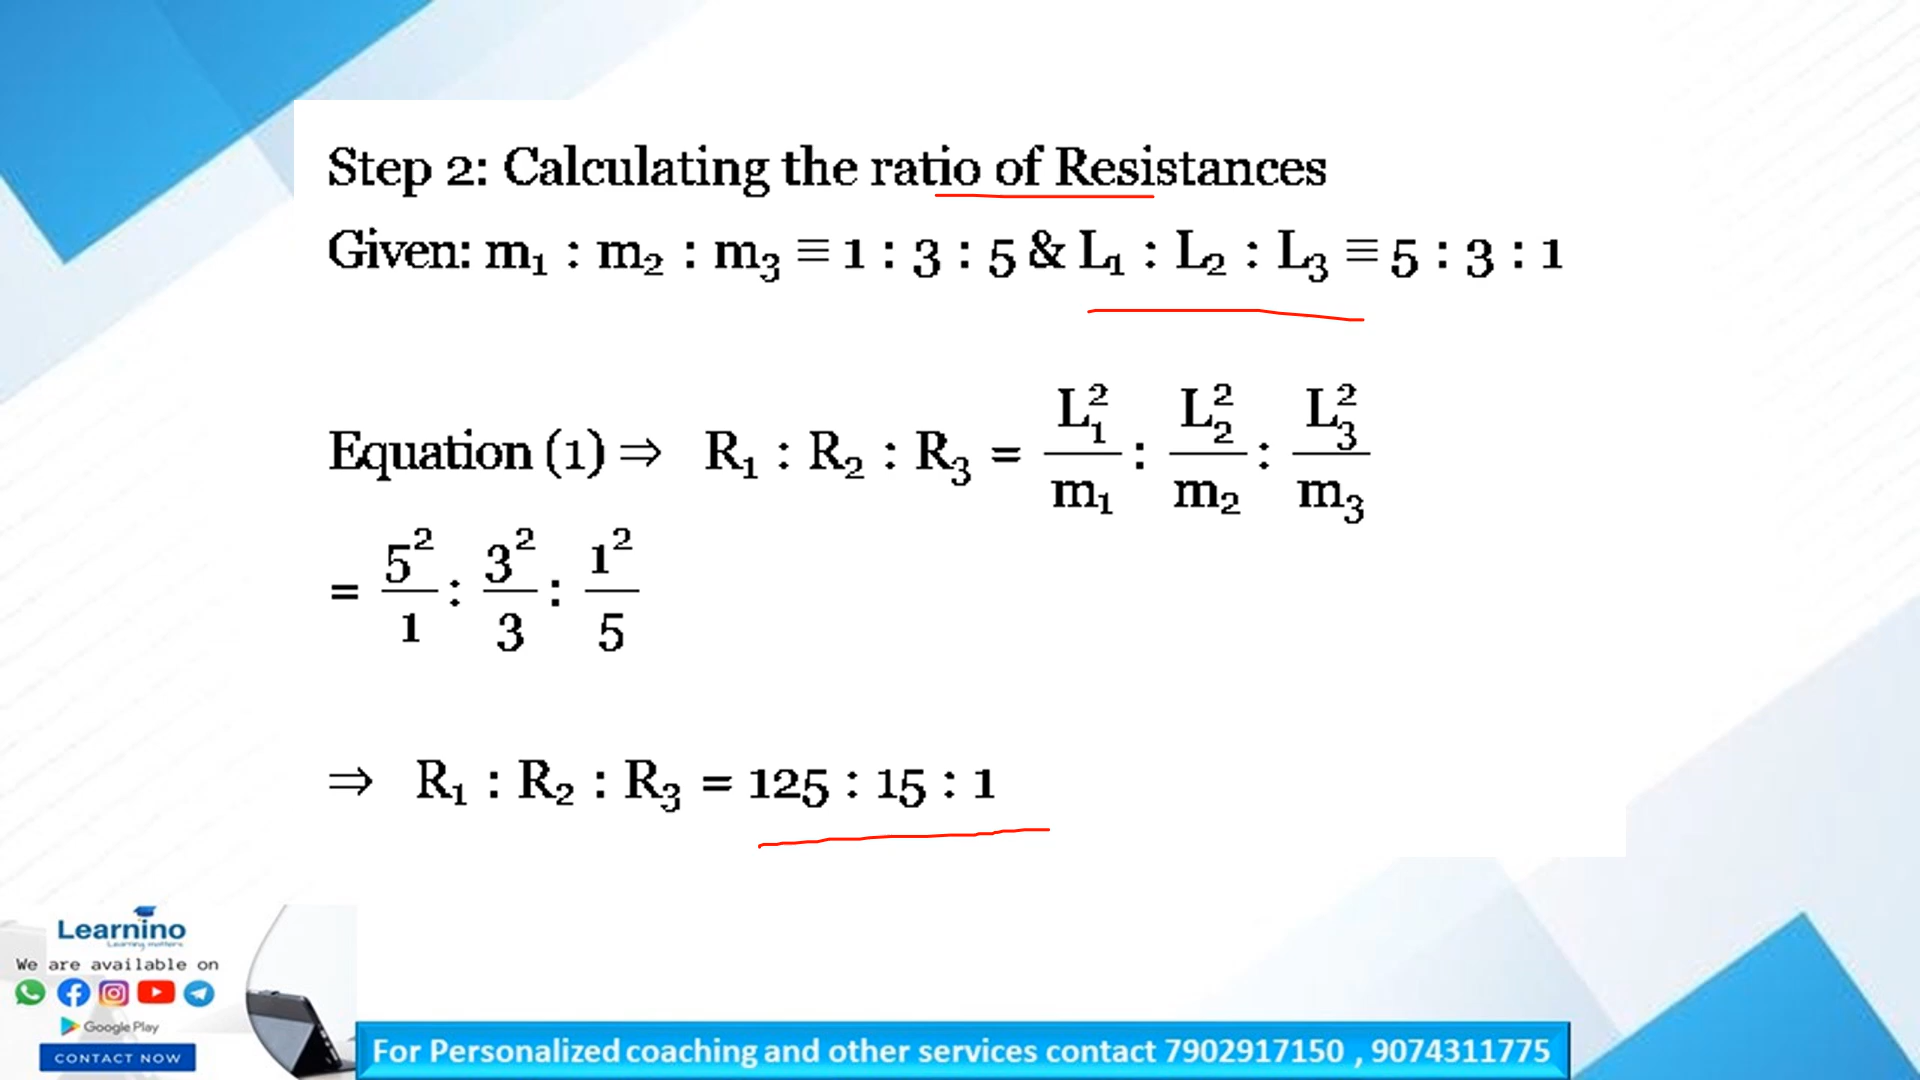 Step 2: Calculating the ratio of Resistances
Given: m₁ : m₂ : m₃ ≡ 1 : 3 : 5 & L₁ : L₂ : L₃ ≡ 5 : 3 : 1
Equation (1) ⇒ R₁ : R₂ : R₃ = L₁²/m₁ : L₂²/m₂ : L₃²/m₃
= 5²/1 : 3²/3 : 1²/5
⇒ R₁ : R₂ : R₃ = 125 : 15 : 1
Learnino
Learning matters
We are available on
Google Play
CONTACT NOW
For Personalized coaching and other services contact 7902917150 , 9074311775